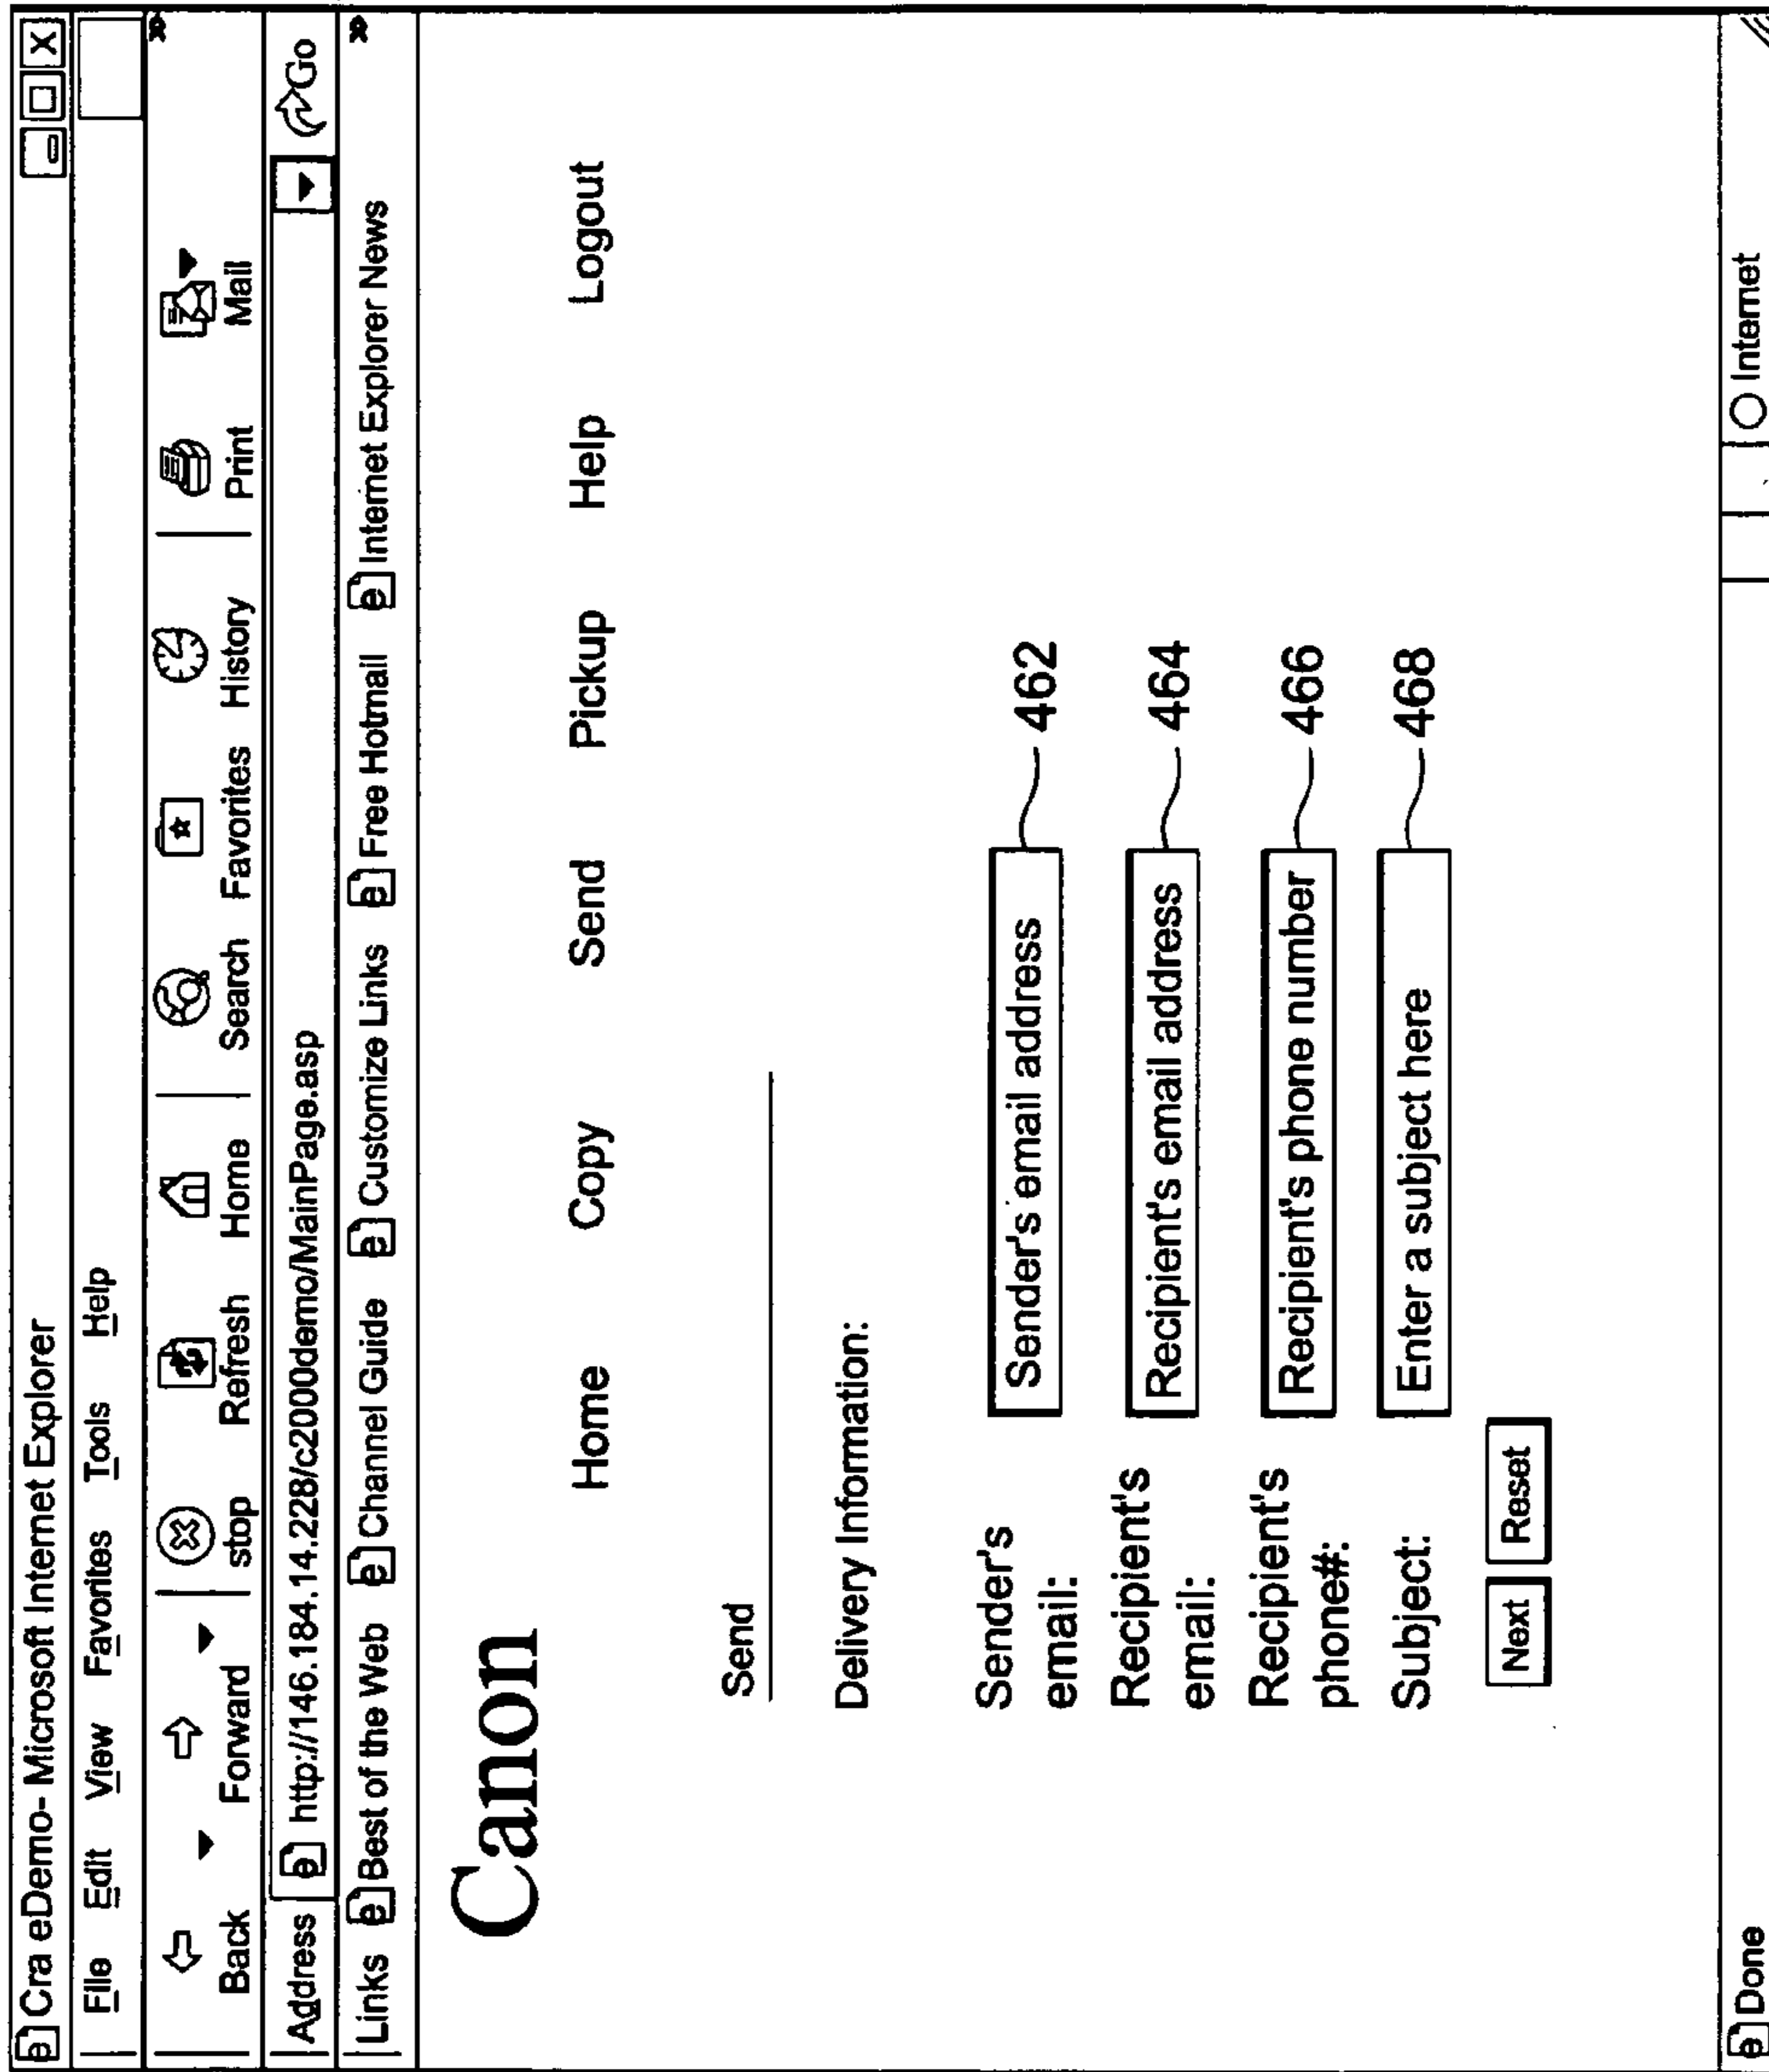 Cra eDemo- Microsoft Internet Explorer
File Edit View Favorites Tools Help
Back Forward stop Refresh Home Search Favorites History Print Mail
Address http://146.184.14.228/c2000demo/MainPage.asp Go
Links Best of the Web Channel Guide Customize Links Free Hotmail Internet Explorer News
Canon
Home Copy Send Pickup Help Logout
Send
Delivery Information:
Sender's email: Sender's email address 462
Recipient's email: Recipient's email address 464
Recipient's phone#: Recipient's phone number 466
Subject: Enter a subject here 468
Next Reset
Done Internet